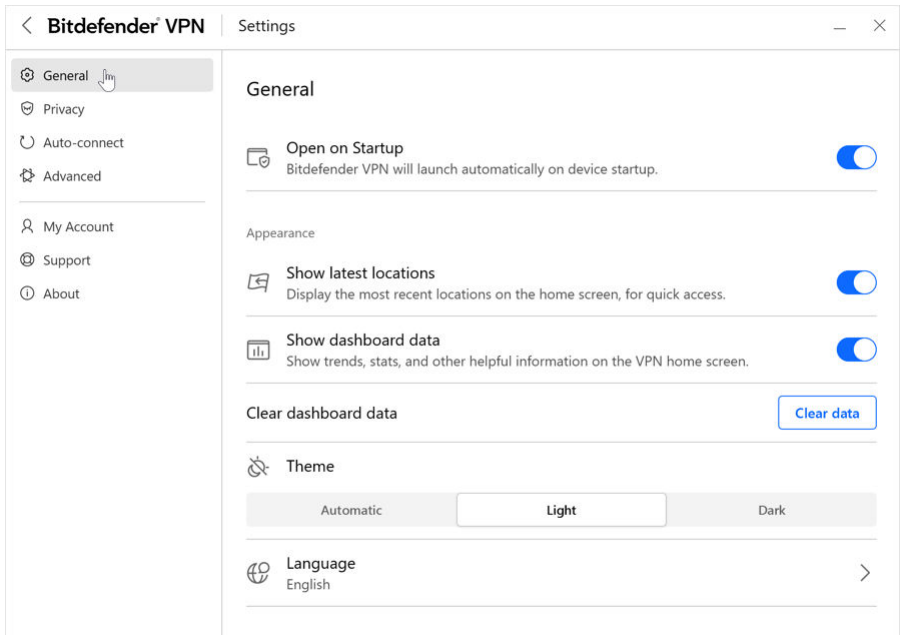 Bitdefender VPN
Settings
General
Privacy
Auto-connect
Advanced
My Account
Support
About
General
Open on Startup
Bitdefender VPN will launch automatically on device startup.
Appearance
Show latest locations
Display the most recent locations on the home screen, for quick access.
Show dashboard data
Show trends, stats, and other helpful information on the VPN home screen.
Clear dashboard data
Clear data
Theme
Automatic
Light
Dark
Language
English